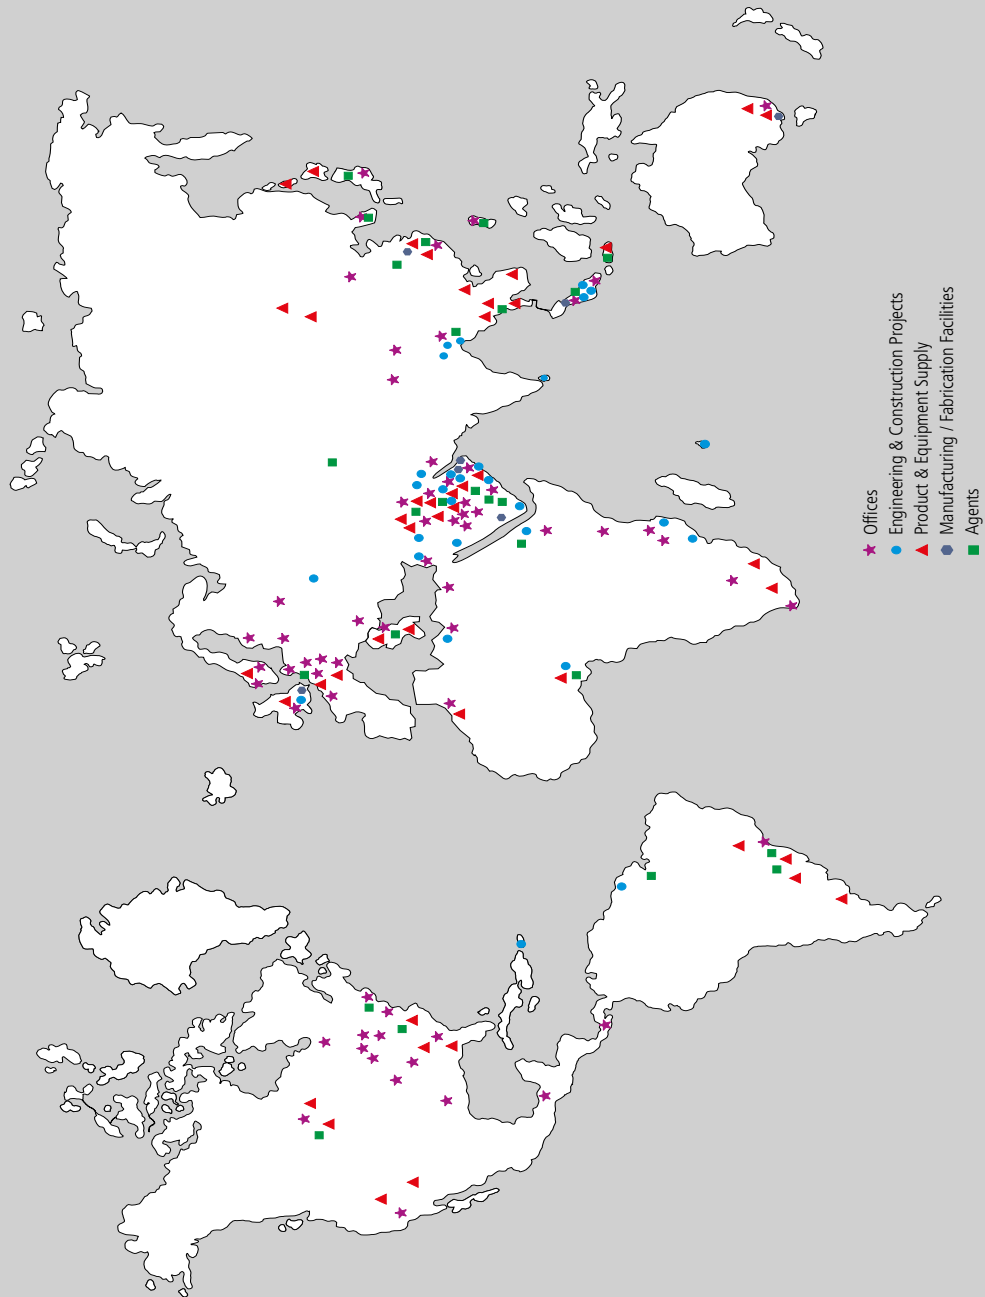 Offices
Engineering & Construction Projects
Product & Equipment Supply
Manufacturing / Fabrication Facilities
Agents